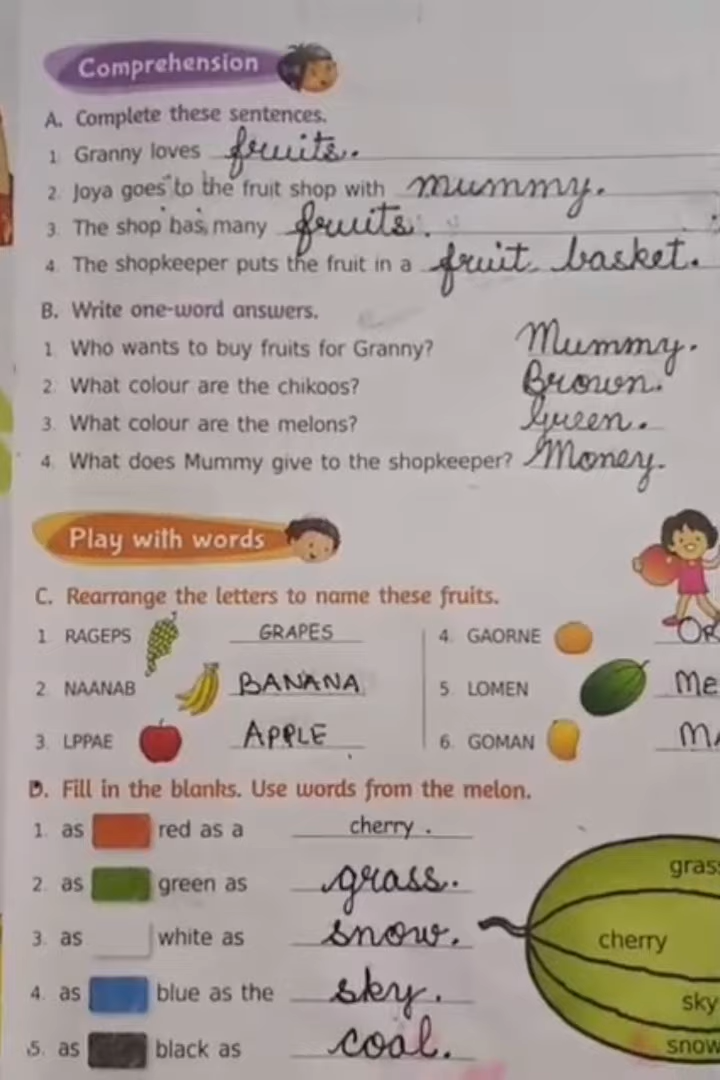 Comprehension
A. Complete these sentences.
1. Granny loves fruits.
2. Joya goes to the fruit shop with mummy.
3. The shop has many fruits.
4. The shopkeeper puts the fruit in a fruit basket.
B. Write one-word answers.
1. Who wants to buy fruits for Granny? Mummy.
2. What colour are the chikoos? Brown.
3. What colour are the melons? Green.
4. What does Mummy give to the shopkeeper? Money.
Play with words
C. Rearrange the letters to name these fruits.
1. RAGEPS GRAPES 4. GAORNE OR
2. NAANAB BANANA 5. LOMEN Me
3. LPPAE APPLE 6. GOMAN MA
D. Fill in the blanks. Use words from the melon.
1. as red as a cherry.
2. as green as grass.
3. as white as snow.
4. as blue as the sky.
5. as black as coal.
grass
cherry
sky
snow